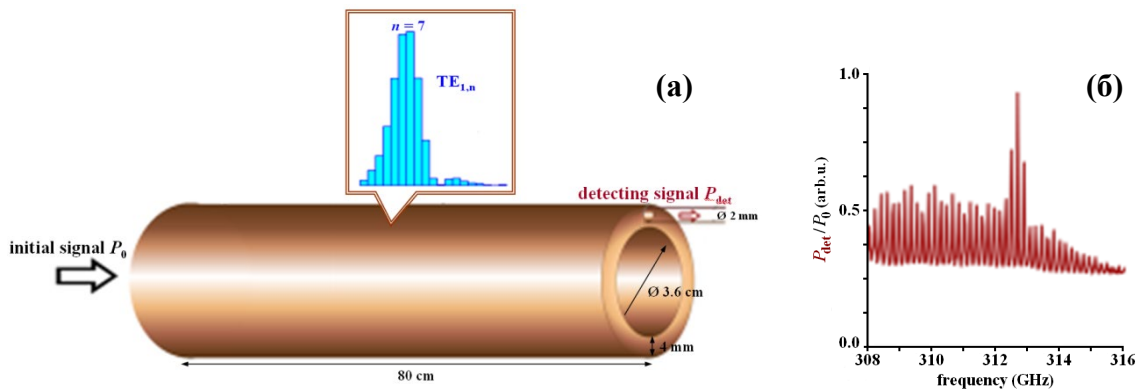 n = 7
TE1,n
(а)
detecting signal Pdet
Ø 2 mm
initial signal P0
Ø 3.6 cm
4 mm
80 cm
(б)
Pdet/P0 (arb.u.)
1.0
0.5
0.0
308 310 312 314 316
frequency (GHz)